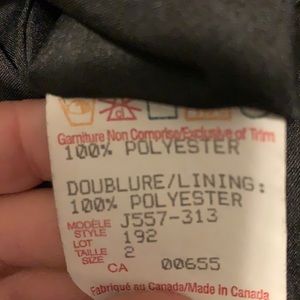 Garniture Non Comprise/Exclusive of Trim
100% POLYESTER
DOUBLURE/LINING:
100% POLYESTER
MODÈLE J557-313
STYLE
LOT 192
TAILLE 2
SIZE
CA 00655
Fabriqué au Canada/Made in Canada